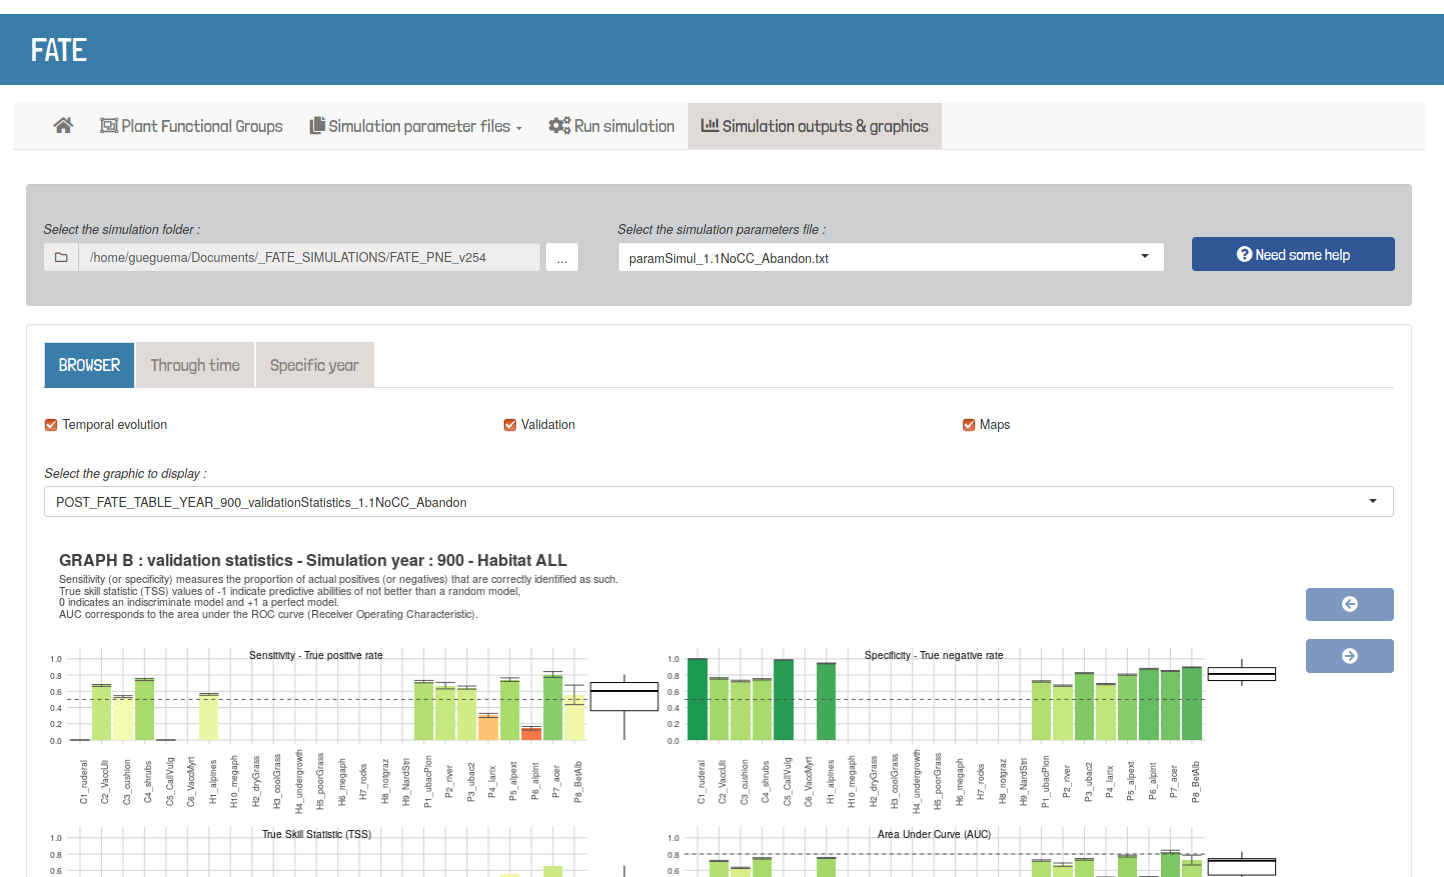 FATE
Plant Functional Groups
Simulation parameter files
Run simulation
Simulation outputs & graphics
Select the simulation folder :
/home/gueguema/Documents/_FATE_SIMULATIONS/FATE_PNE_v254
...
Select the simulation parameters file :
paramSimul_1.1NoCC_Abandon.txt
Need some help
BROWSER
Through time
Specific year
Temporal evolution
Validation
Maps
Select the graphic to display :
POST_FATE_TABLE_YEAR_900_validationStatistics_1.1NoCC_Abandon
GRAPH B : validation statistics - Simulation year : 900 - Habitat ALL
Sensitivity (or specificity) measures the proportion of actual positives (or negatives) that are correctly identified as such.
True skill statistic (TSS) values of -1 indicate predictive abilities of not better than a random model,
0 indicates an indiscriminate model and +1 a perfect model.
AUC corresponds to the area under the ROC curve (Receiver Operating Characteristic).
Sensitivity - True positive rate
1.0
0.8
0.6
0.4
0.2
0.0
C1_ruderal
C2_VaccUli
C3_cushion
C4_shrubs
C5_CallVulg
C6_VaccMyrt
H1_alpines
H10_megaph
H2_dryGrass
H3_coolGrass
H4_undergrowth
H5_poorGrass
H6_megaph
H7_rocks
H8_notgraz
H9_NardStri
P1_ubacPion
P2_river
P3_ubac2
P4_larix
P5_alpext
P6_alpint
P7_acer
P8_BetAlb
Specificity - True negative rate
1.0
0.8
0.6
0.4
0.2
0.0
C1_ruderal
C2_VaccUli
C3_cushion
C4_shrubs
C5_CallVulg
C6_VaccMyrt
H1_alpines
H10_megaph
H2_dryGrass
H3_coolGrass
H4_undergrowth
H5_poorGrass
H6_megaph
H7_rocks
H8_notgraz
H9_NardStri
P1_ubacPion
P2_river
P3_ubac2
P4_larix
P5_alpext
P6_alpint
P7_acer
P8_BetAlb
True Skill Statistic (TSS)
1.0
0.8
0.6
Area Under Curve (AUC)
1.0
0.8
0.6